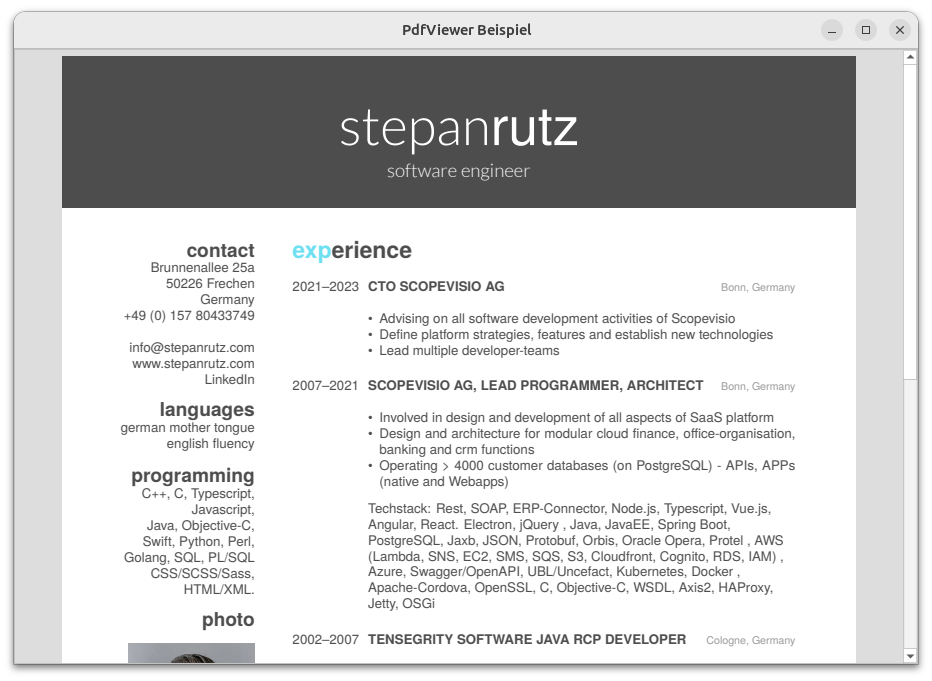 PdfViewer Beispiel
stepanrutz
software engineer
contact
Brunnenallee 25a
50226 Frechen
Germany
+49 (0) 157 80433749
info@stepanrutz.com
www.stepanrutz.com
LinkedIn
languages
german mother tongue
english fluency
programming
C++, C, Typescript,
Javascript,
Java, Objective-C,
Swift, Python, Perl,
Golang, SQL, PL/SQL
CSS/SCSS/Sass,
HTML/XML.
photo
experience
2021–2023 CTO SCOPEVISIO AG Bonn, Germany
• Advising on all software development activities of Scopevisio
• Define platform strategies, features and establish new technologies
• Lead multiple developer-teams
2007–2021 SCOPEVISIO AG, LEAD PROGRAMMER, ARCHITECT Bonn, Germany
• Involved in design and development of all aspects of SaaS platform
• Design and architecture for modular cloud finance, office-organisation,
banking and crm functions
• Operating > 4000 customer databases (on PostgreSQL) - APIs, APPs
(native and Webapps)
Techstack: Rest, SOAP, ERP-Connector, Node.js, Typescript, Vue.js,
Angular, React. Electron, jQuery , Java, JavaEE, Spring Boot,
PostgreSQL, Jaxb, JSON, Protobuf, Orbis, Oracle Opera, Protel , AWS
(Lambda, SNS, EC2, SMS, SQS, S3, Cloudfront, Cognito, RDS, IAM) ,
Azure, Swagger/OpenAPI, UBL/Uncefact, Kubernetes, Docker ,
Apache-Cordova, OpenSSL, C, Objective-C, WSDL, Axis2, HAProxy,
Jetty, OSGi
2002–2007 TENSEGRITY SOFTWARE JAVA RCP DEVELOPER Cologne, Germany